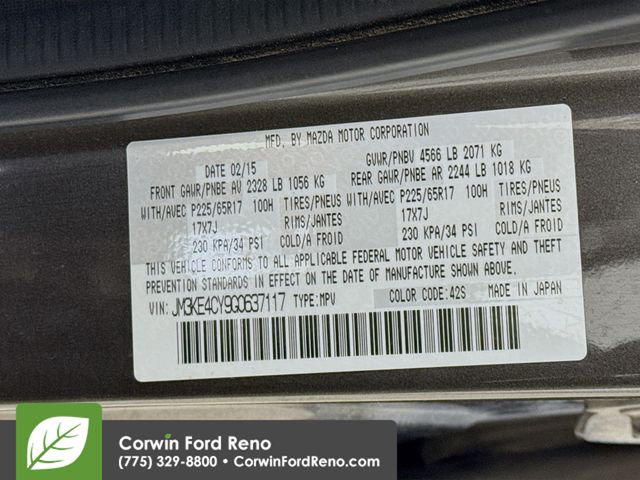 MFD. BY MAZDA MOTOR CORPORATION
DATE 02/15 GVWR/PNBV 4566 LB 2071 KG
FRONT GAWR/PNBE AV 2328 LB 1056 KG REAR GAWR/PNBE AR 2244 LB 1018 KG
WITH/AVEC P225/65R17 100H TIRES/PNEUS WITH/AVEC P225/65R17 100H TIRES/PNEUS
17X7J RIMS/JANTES 17X7J RIMS/JANTES
230 KPA/34 PSI COLD/A FROID 230 KPA/34 PSI COLD/A FROID
THIS VEHICLE CONFORMS TO ALL APPLICABLE FEDERAL MOTOR VEHICLE SAFETY AND THEFT
PREVENTION STANDARDS IN EFFECT ON THE DATE OF MANUFACTURE SHOWN ABOVE.
VIN: JM3KE4CY9G0637117 TYPE:MPV COLOR CODE:42S MADE IN JAPAN
Corwin Ford Reno
(775) 329-8800 • CorwinFordReno.com